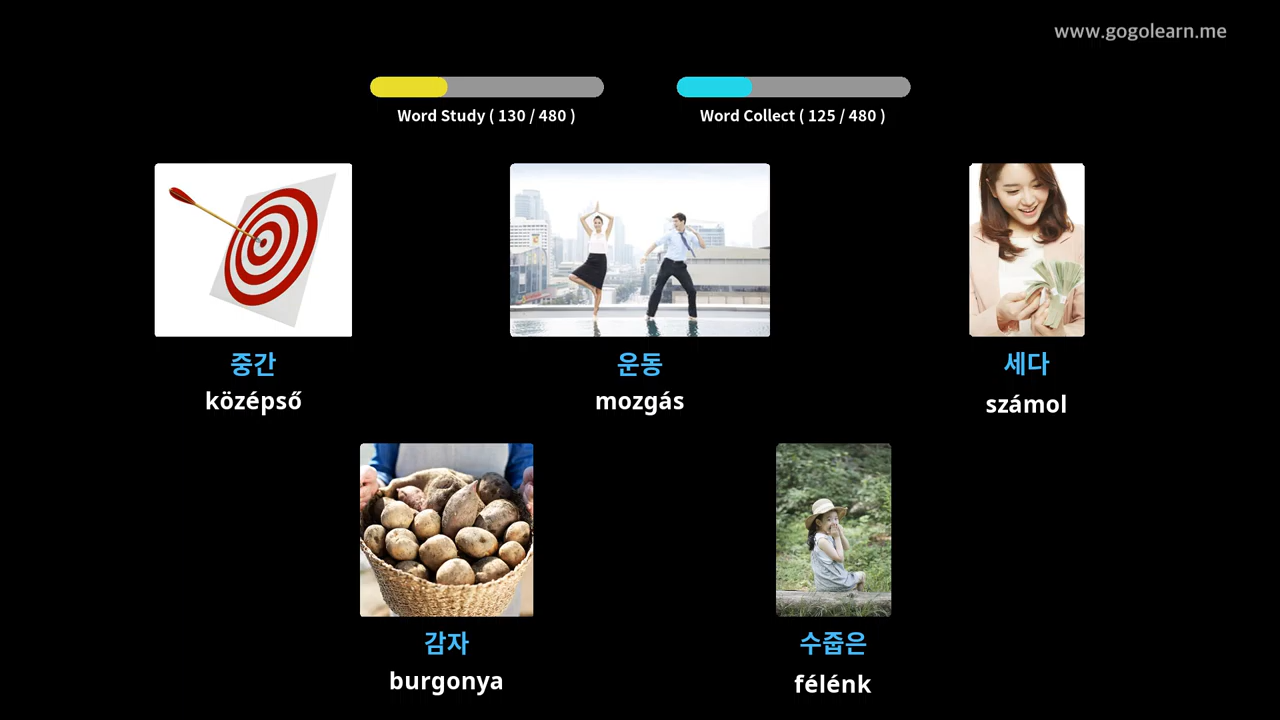 www.gogolearn.me
Word Study ( 130 / 480 )
Word Collect ( 125 / 480 )
중간
középső
운동
mozgás
세다
számol
감자
burgonya
수줍은
félénk